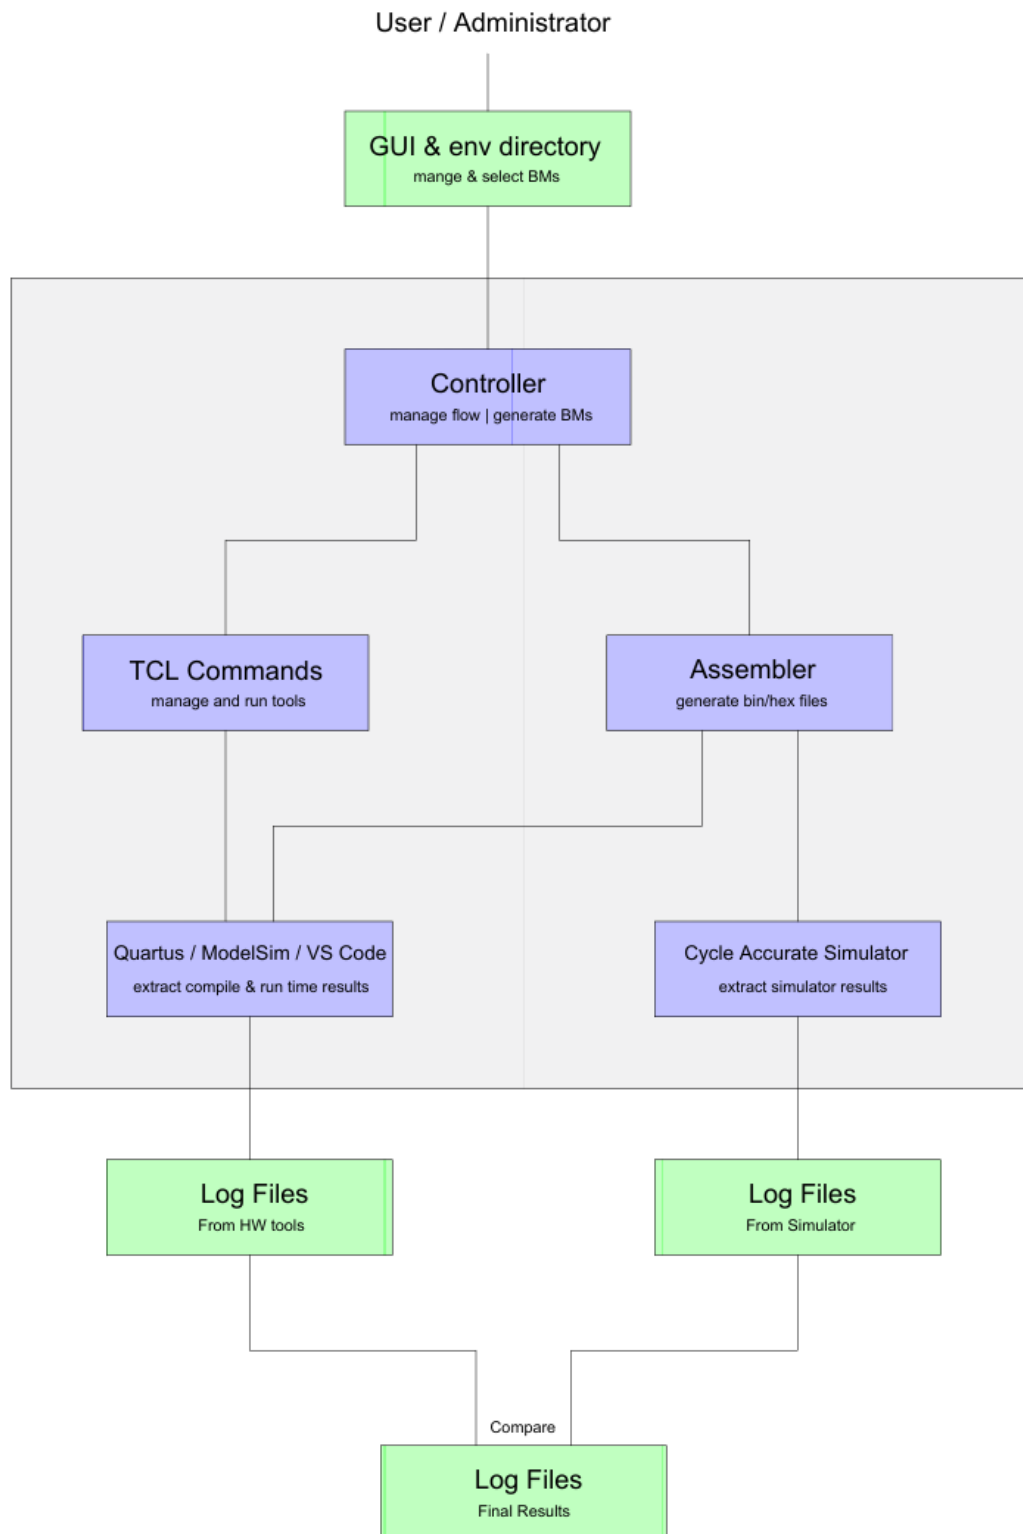 User / Administrator
GUI & env directory
mange & select BMs
Controller
manage flow | generate BMs
TCL Commands
manage and run tools
Assembler
generate bin/hex files
Quartus / ModelSim / VS Code
extract compile & run time results
Cycle Accurate Simulator
extract simulator results
Log Files
From HW tools
Log Files
From Simulator
Compare
Log Files
Final Results